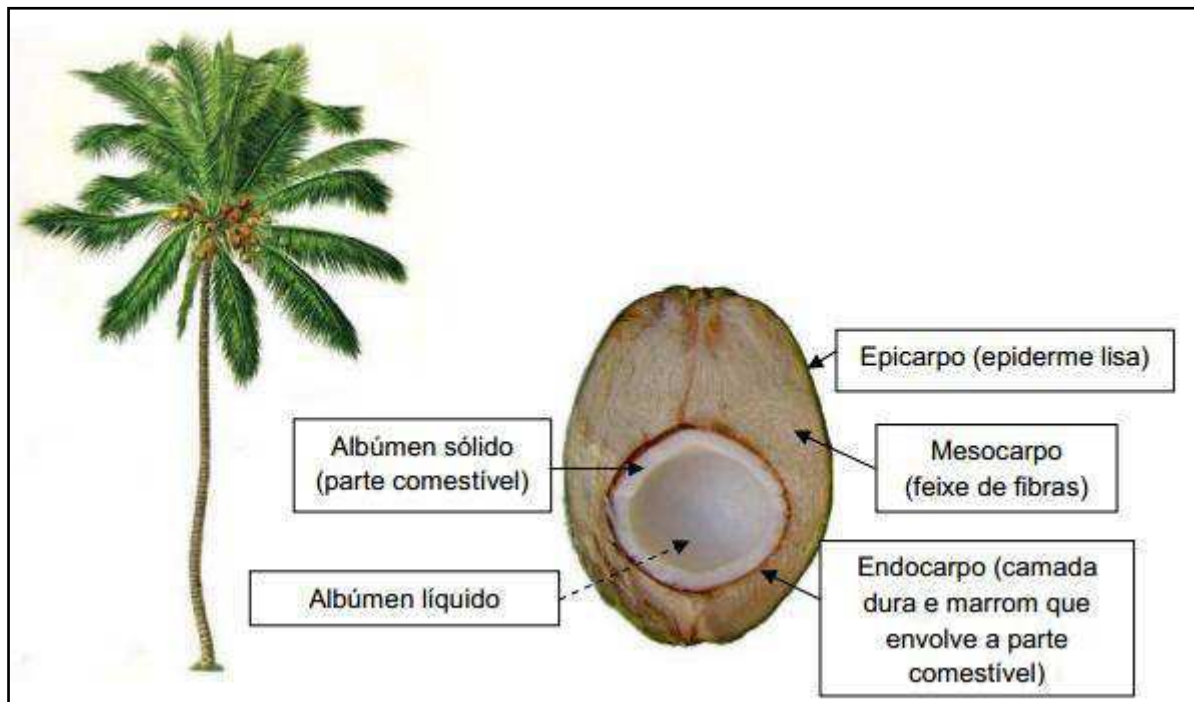 Epicarpo (epiderme lisa)
Albúmen sólido
(parte comestível)
Mesocarpo
(feixe de fibras)
Albúmen líquido
Endocarpo (camada
dura e marrom que
envolve a parte
comestível)